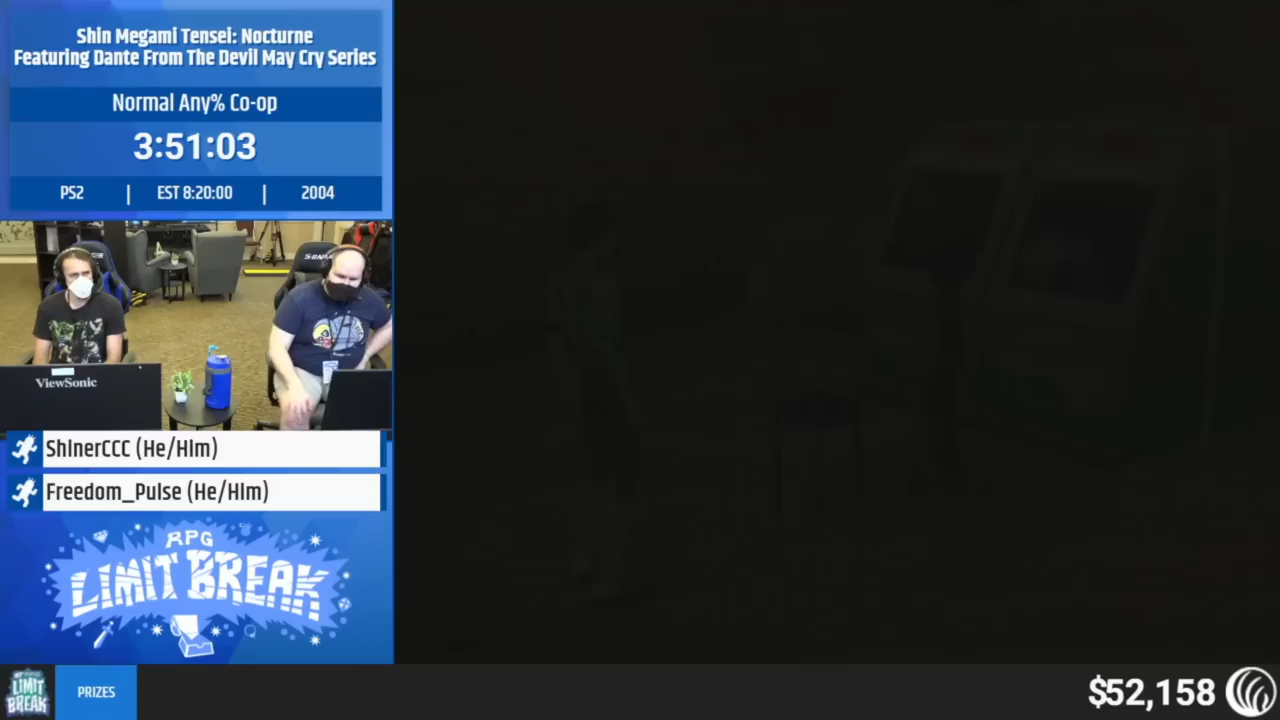 Shin Megami Tensei: Nocturne
Featuring Dante From The Devil May Cry Series
Normal Any% Co-op
3:51:03
PS2 | EST 8:20:00 | 2004
ViewSonic
ShinerCCC (He/Him)
Freedom_Pulse (He/Him)
RPG
LIMIT BREAK
LIMIT
BREAK
PRIZES
$52,158